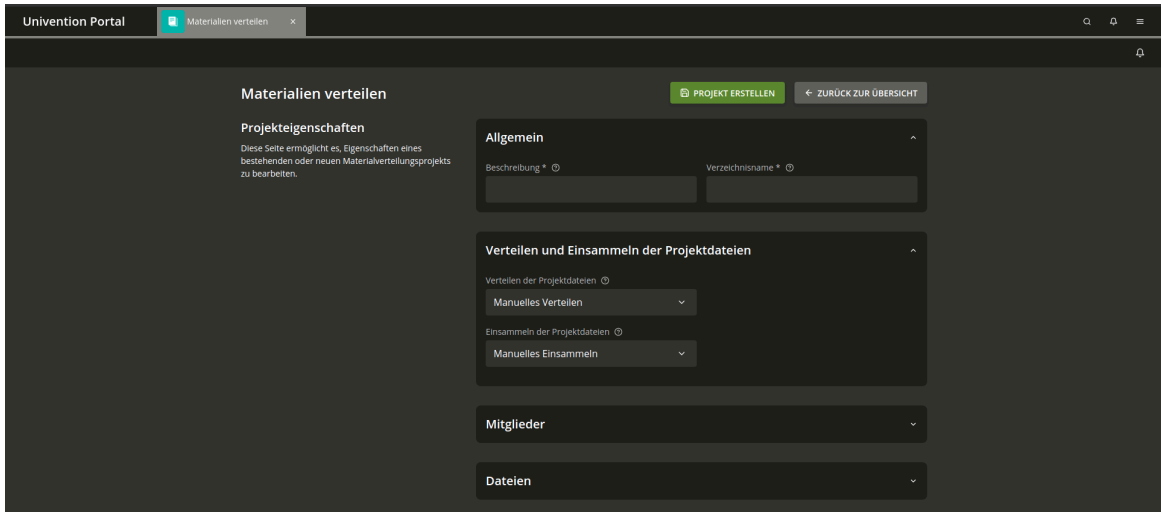 Univention Portal
Materialien verteilen
Materialien verteilen
PROJEKT ERSTELLEN
ZURÜCK ZUR ÜBERSICHT
Projekteigenschaften
Diese Seite ermöglicht es, Eigenschaften eines
bestehenden oder neuen Materialverteilungsprojekts
zu bearbeiten.
Allgemein
Beschreibung *
Verzeichnisname *
Verteilen und Einsammeln der Projektdateien
Verteilen der Projektdateien
Manuelles Verteilen
Einsammeln der Projektdateien
Manuelles Einsammeln
Mitglieder
Dateien